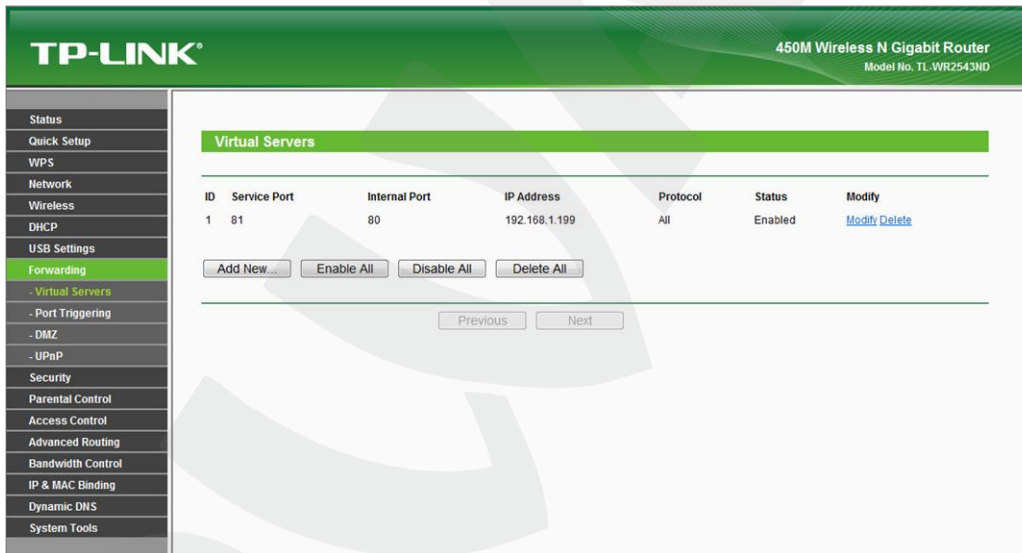 TP-LINK®
450M Wireless N Gigabit Router
Model No. TL-WR2543ND
Status
Quick Setup
WPS
Network
Wireless
DHCP
USB Settings
Forwarding
- Virtual Servers
- Port Triggering
- DMZ
- UPnP
Security
Parental Control
Access Control
Advanced Routing
Bandwidth Control
IP & MAC Binding
Dynamic DNS
System Tools
Virtual Servers
ID Service Port Internal Port IP Address Protocol Status Modify
1 81 80 192.168.1.199 All Enabled Modify Delete
Add New... Enable All Disable All Delete All
Previous Next